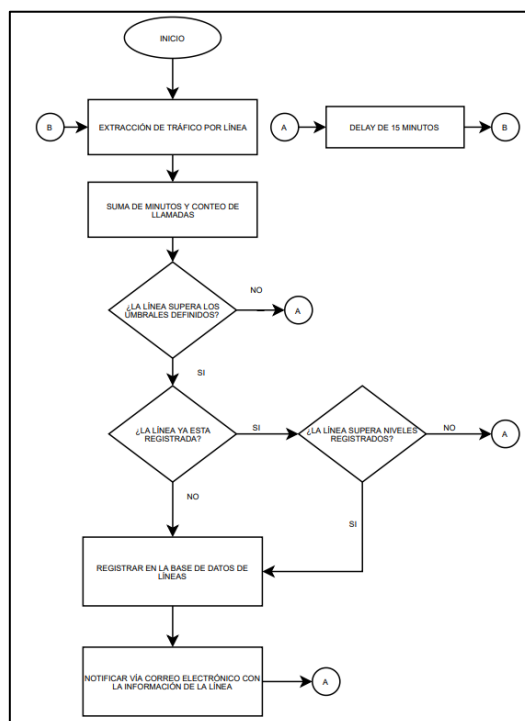 INICIO
B
EXTRACCIÓN DE TRÁFICO POR LÍNEA
A
DELAY DE 15 MINUTOS
B
SUMA DE MINUTOS Y CONTEO DE
LLAMADAS
¿LA LÍNEA SUPERA LOS
UMBRALES DEFINIDOS?
NO
A
SI
¿LA LÍNEA YA ESTA
REGISTRADA?
SI
¿LA LÍNEA SUPERA NIVELES
REGISTRADOS?
NO
A
NO
SI
REGISTRAR EN LA BASE DE DATOS DE
LÍNEAS
NOTIFICAR VÍA CORREO ELECTRÓNICO CON
LA INFORMACIÓN DE LA LÍNEA
A